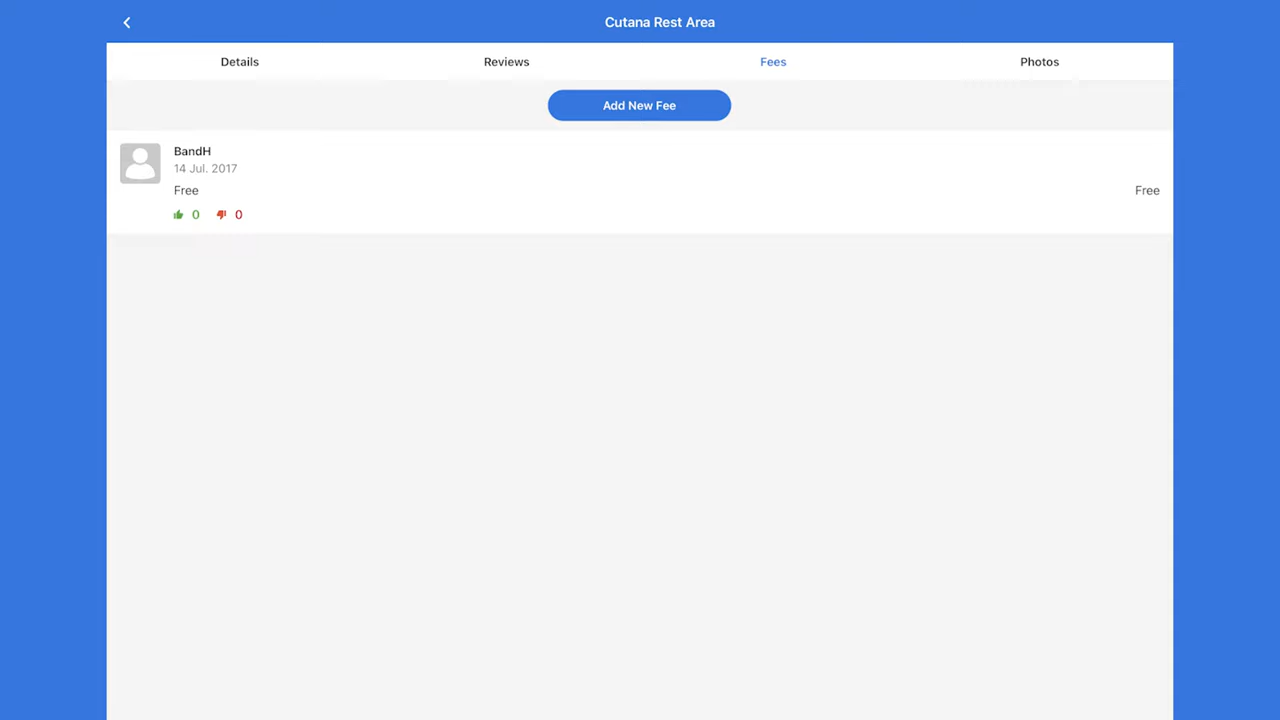 Cutana Rest Area
Details Reviews Fees Photos
Add New Fee
BandH
14 Jul. 2017
Free Free
0 0